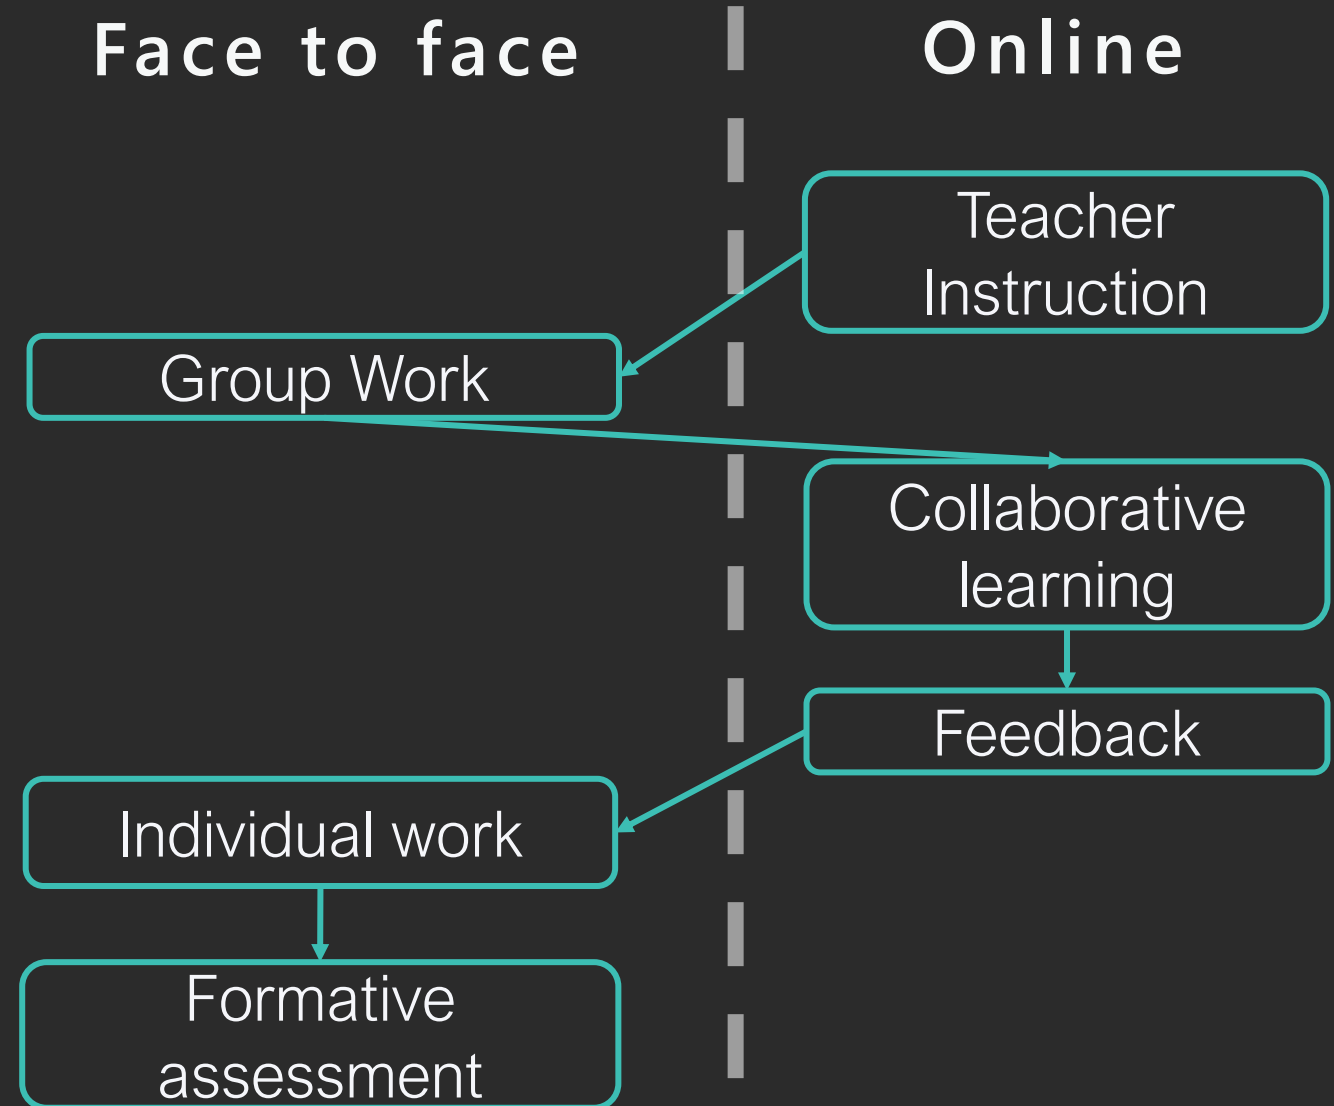 Face to face
Online
Teacher
Instruction
Group Work
Collaborative
learning
Feedback
Individual work
Formative
assessment